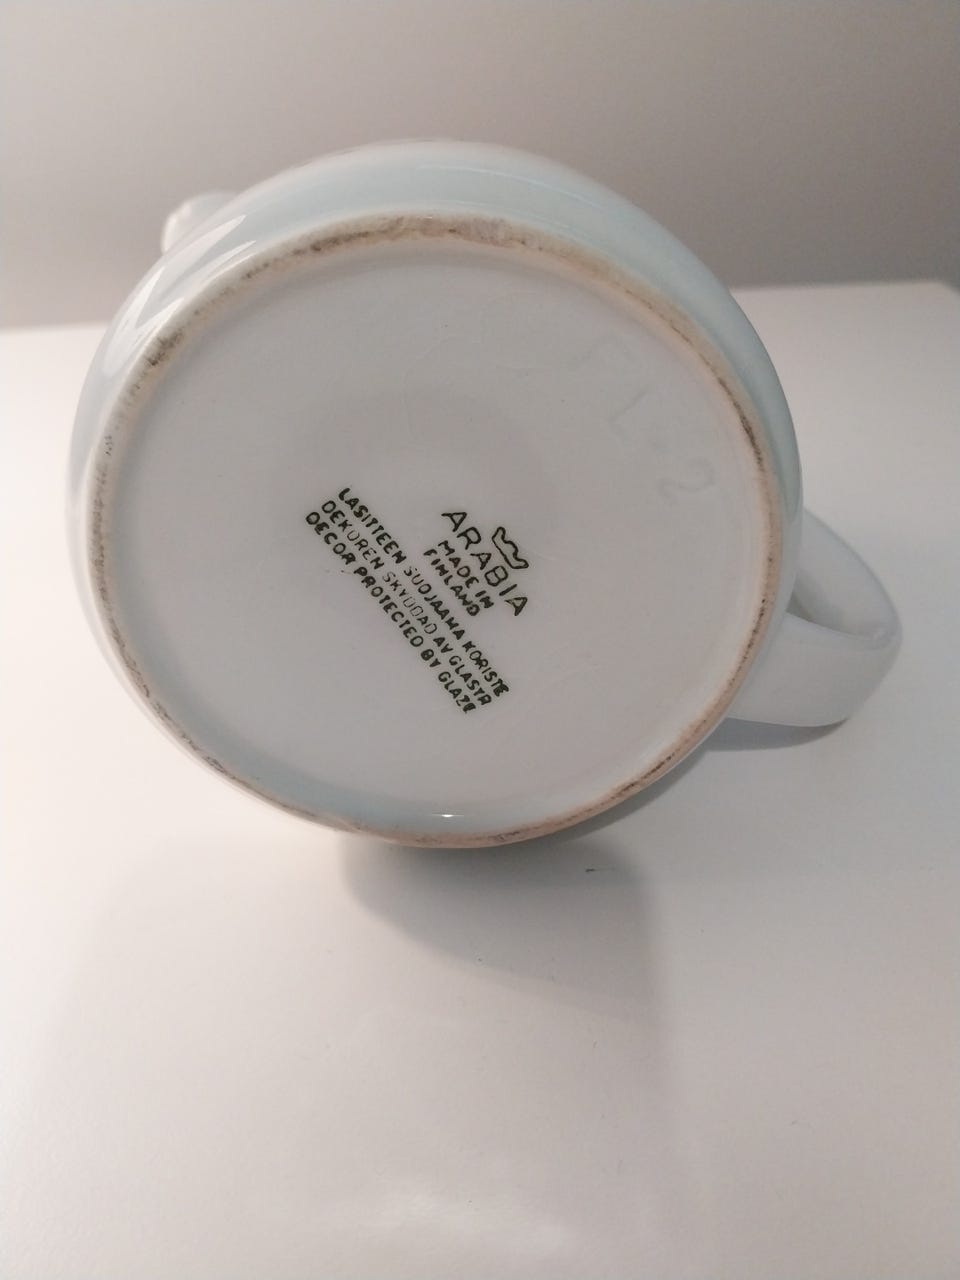 ARABIA
MADE IN
FINLAND
LASITTEEN SUOJAAMA KORISTE
DEKOREN SKYDDAD AV GLASYR
DECOR PROTECTED BY GLAZE